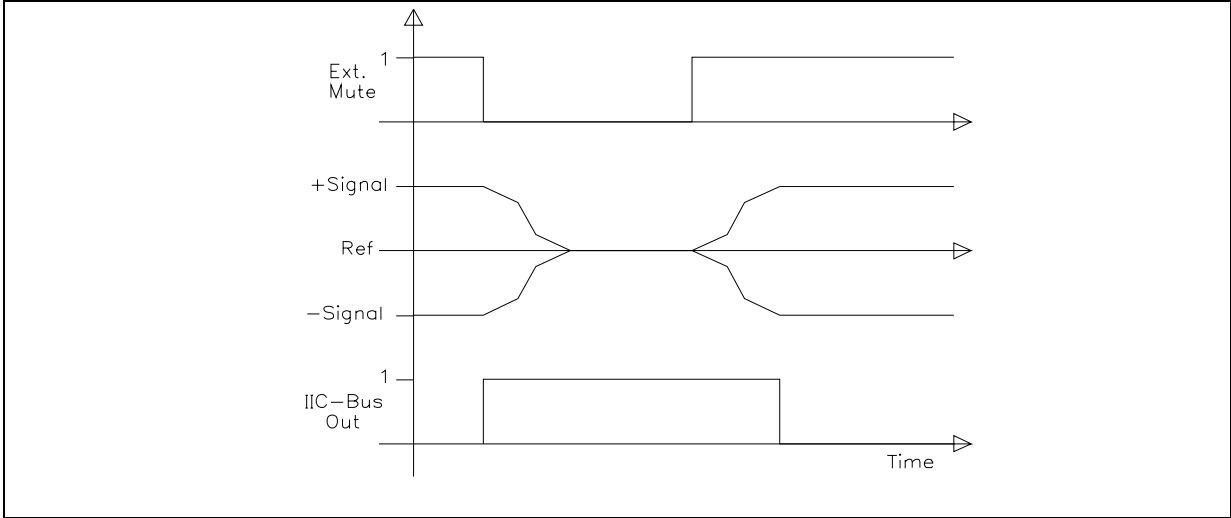 1
Ext.
Mute
+Signal
Ref
−Signal
1
IIC−Bus
Out
Time